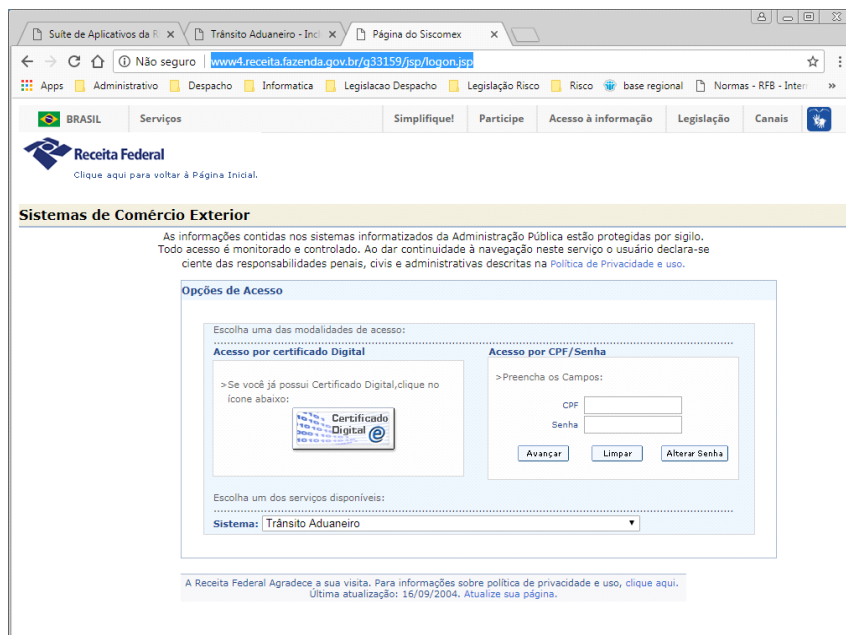 Suíte de Aplicativos da R
Trânsito Aduaneiro - Incl
Página do Siscomex
Não seguro
www4.receita.fazenda.gov.br/g33159/jsp/logon.jsp
Apps
Administrativo
Despacho
Informatica
Legislacao Despacho
Legislação Risco
Risco
base regional
Normas - RFB - Intern
»
BRASIL
Serviços
Simplifique!
Participe
Acesso à informação
Legislação
Canais
Receita Federal
Clique aqui para voltar à Página Inicial.
Sistemas de Comércio Exterior
As informações contidas nos sistemas informatizados da Administração Pública estão protegidas por sigilo.
Todo acesso é monitorado e controlado. Ao dar continuidade à navegação neste serviço o usuário declara-se
ciente das responsabilidades penais, civis e administrativas descritas na Política de Privacidade e uso.
Opções de Acesso
Escolha uma das modalidades de acesso:
Acesso por certificado Digital
>Se você já possui Certificado Digital,clique no
ícone abaixo:
Certificado
Digital
Acesso por CPF/Senha
>Preencha os Campos:
CPF
Senha
Avançar
Limpar
Alterar Senha
Escolha um dos serviços disponíveis:
Sistema: Trânsito Aduaneiro
A Receita Federal Agradece a sua visita. Para informações sobre política de privacidade e uso, clique aqui.
Última atualização: 16/09/2004. Atualize sua página.